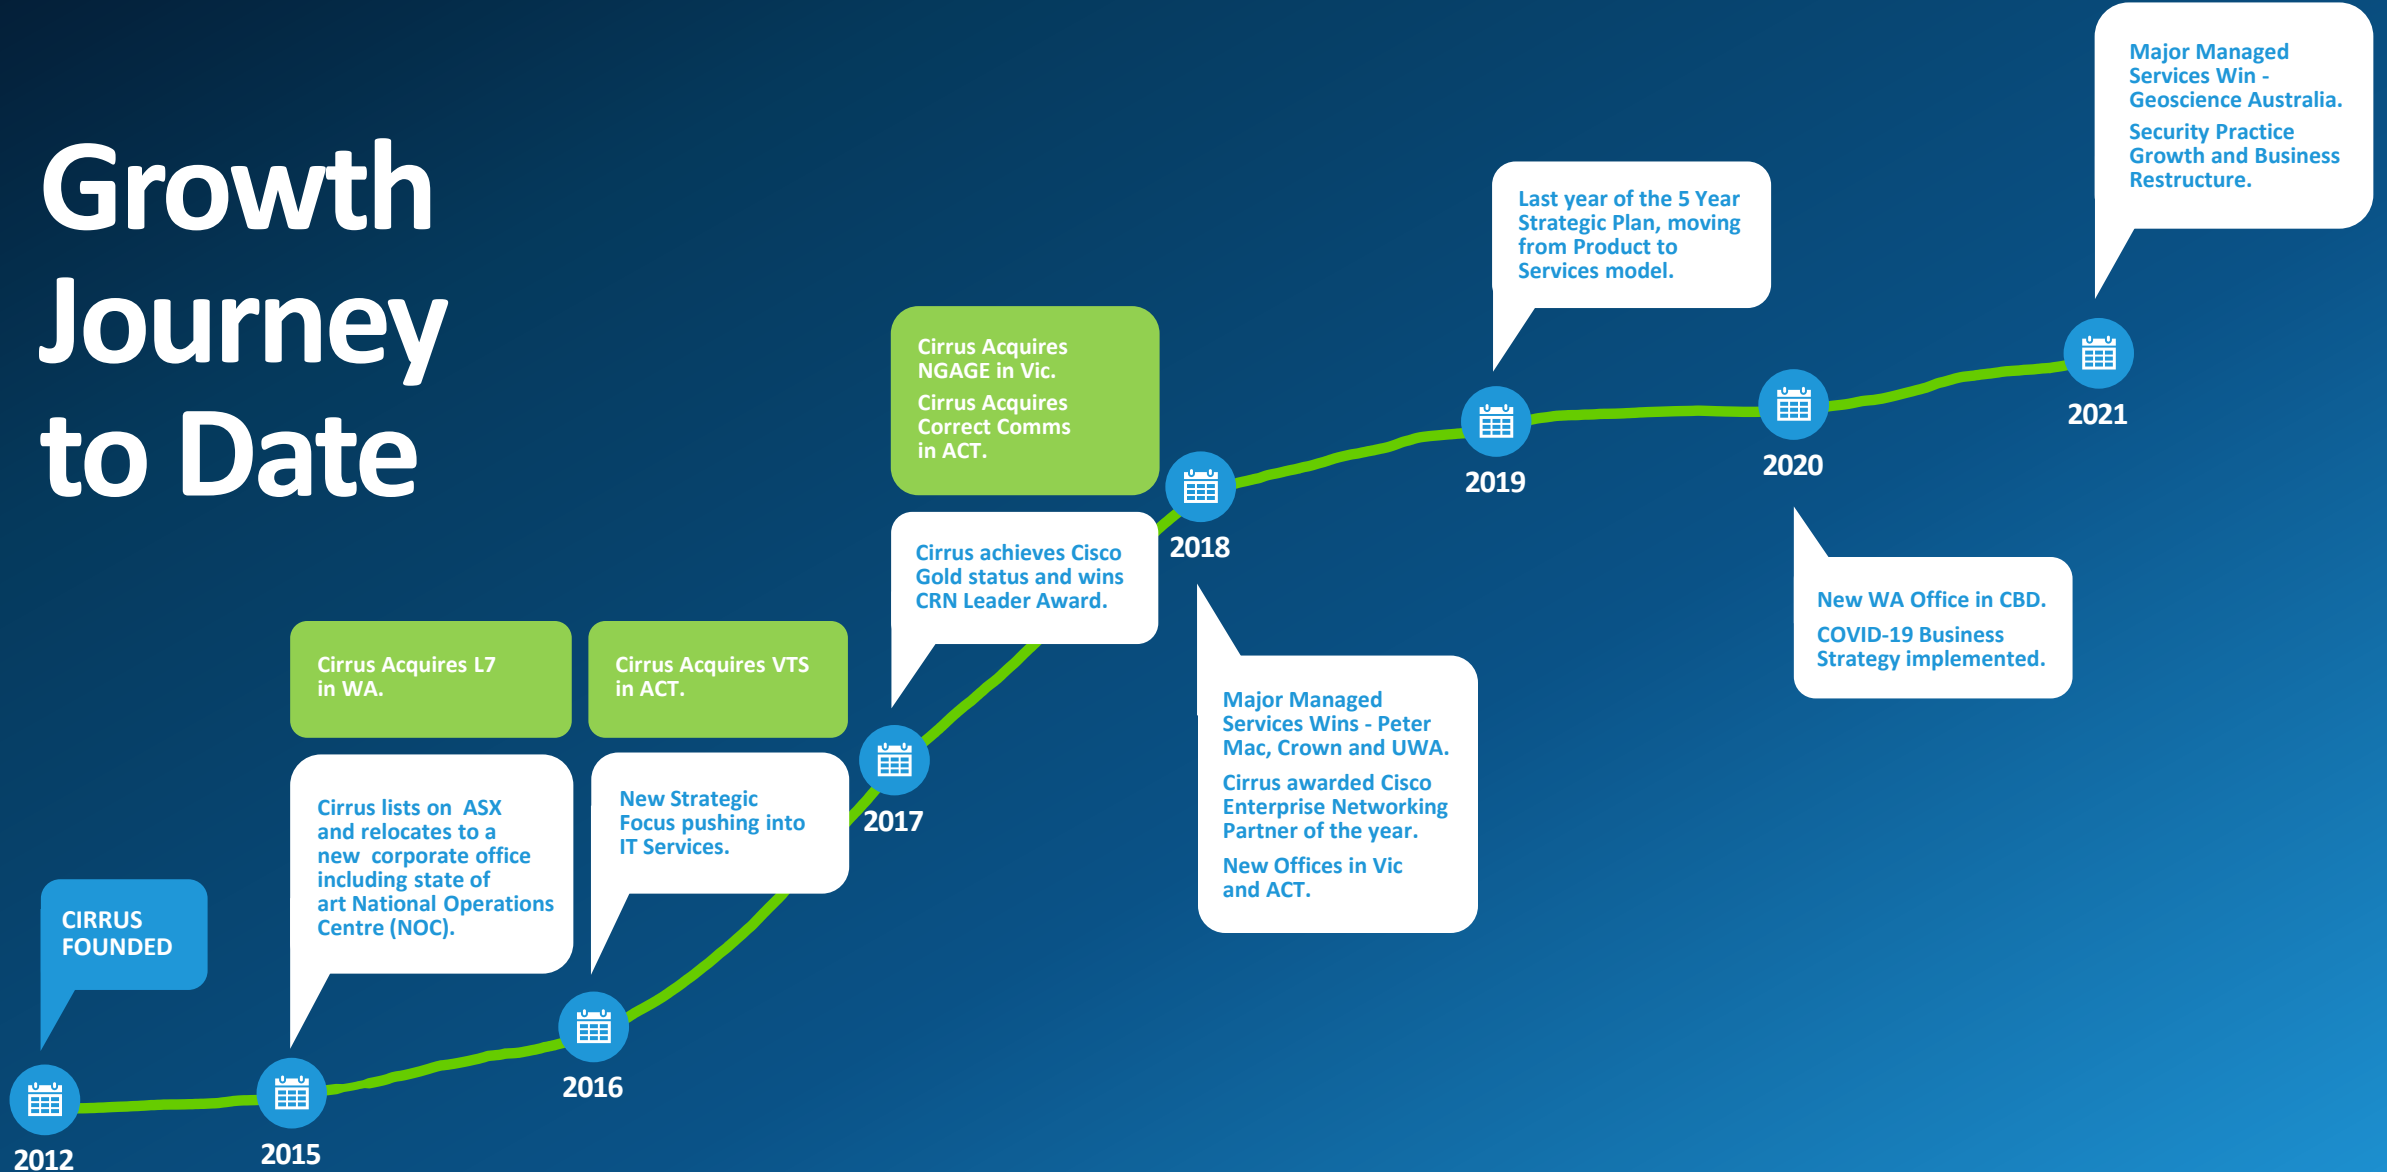 Growth
Journey
to Date
CIRRUS
FOUNDED
2012
Cirrus Acquires L7
in WA.
Cirrus lists on ASX
and relocates to a
new corporate office
including state of
art National Operations
Centre (NOC).
2015
Cirrus Acquires VTS
in ACT.
New Strategic
Focus pushing into
IT Services.
2016
Cirrus Acquires
NGAGE in Vic.
Cirrus Acquires
Correct Comms
in ACT.
Cirrus achieves Cisco
Gold status and wins
CRN Leader Award.
2017
2018
Major Managed
Services Wins - Peter
Mac, Crown and UWA.
Cirrus awarded Cisco
Enterprise Networking
Partner of the year.
New Offices in Vic
and ACT.
Last year of the 5 Year
Strategic Plan, moving
from Product to
Services model.
2019
2020
New WA Office in CBD.
COVID-19 Business
Strategy implemented.
Major Managed
Services Win -
Geoscience Australia.
Security Practice
Growth and Business
Restructure.
2021